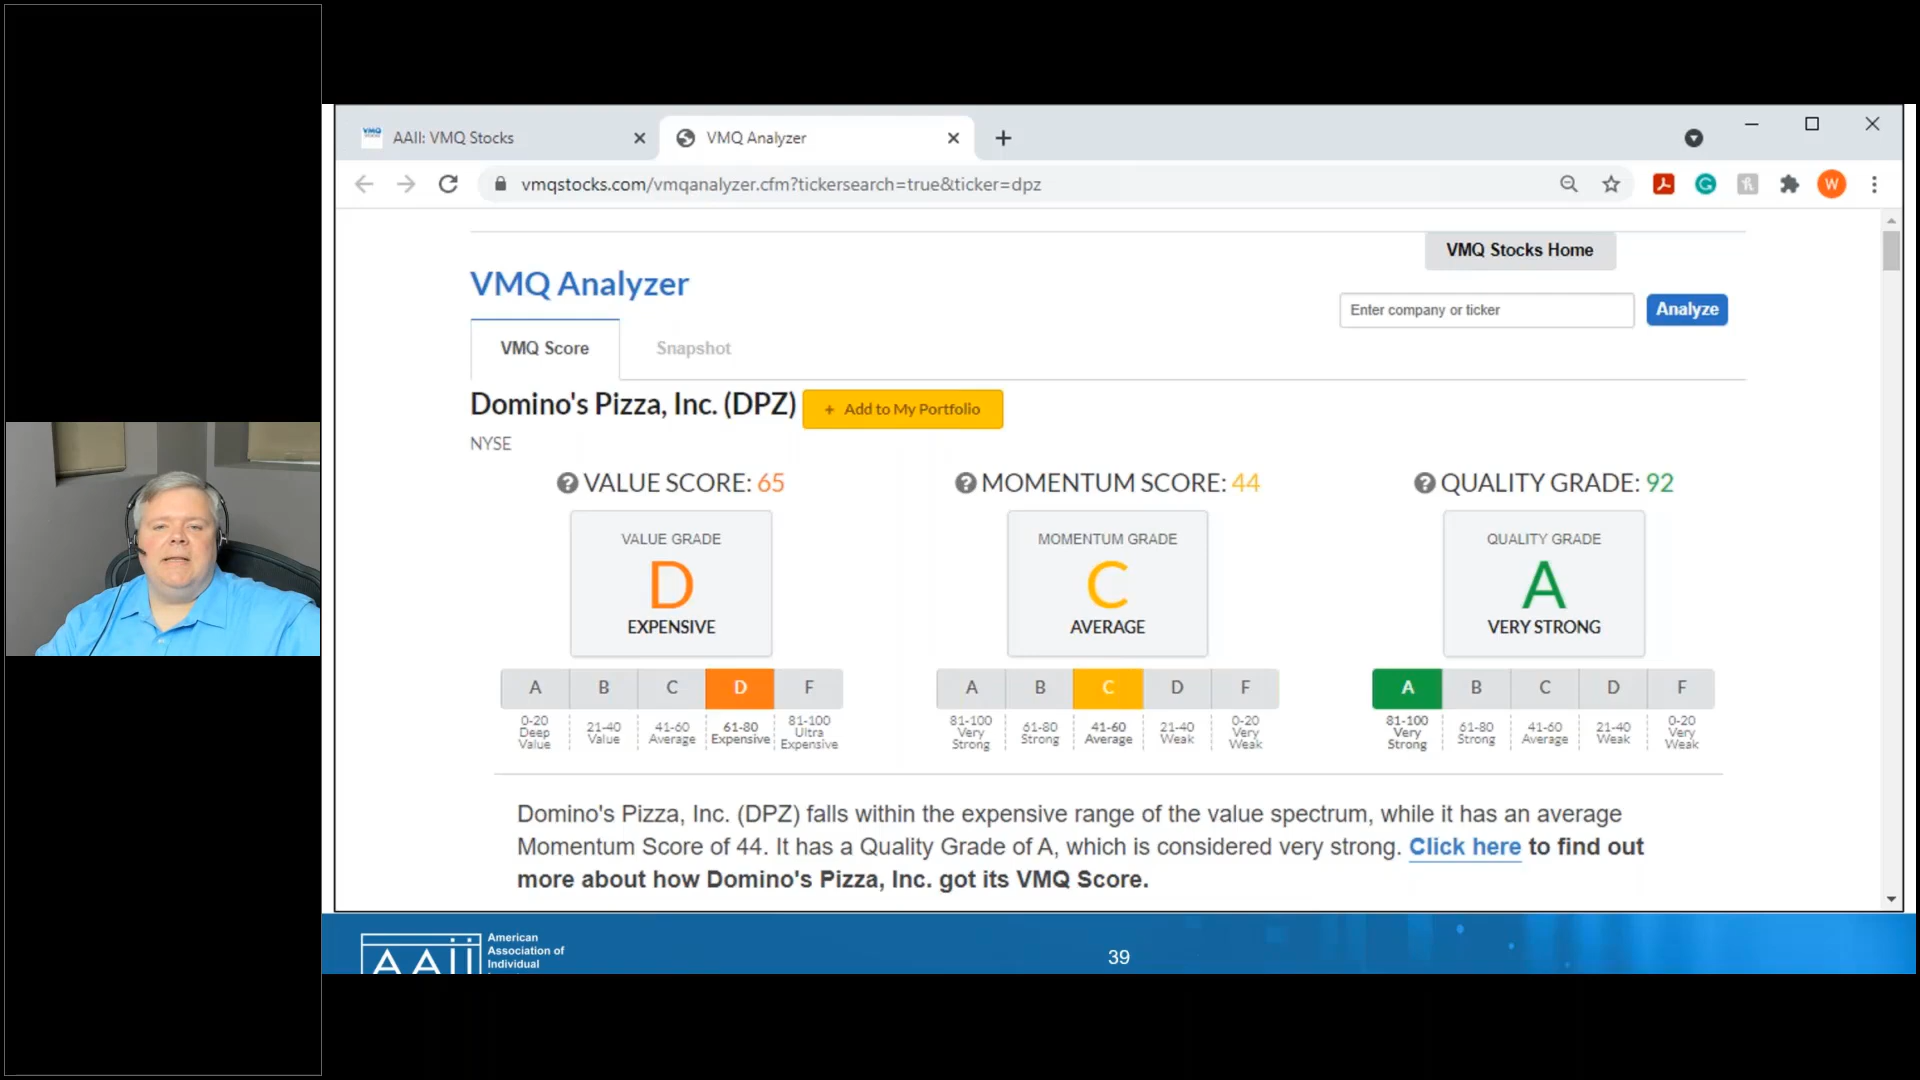 AAII: VMQ Stocks
VMQ Analyzer
vmqstocks.com/vmqanalyzer.cfm?tickersearch=true&ticker=dpz
W
VMQ Stocks Home
VMQ Analyzer
Enter company or ticker
Analyze
VMQ Score
Snapshot
Domino's Pizza, Inc. (DPZ)
+ Add to My Portfolio
NYSE
VALUE SCORE: 65
VALUE GRADE
D
EXPENSIVE
A B C D F
0-20 Deep Value
21-40 Value
41-60 Average
61-80 Expensive
81-100 Ultra Expensive
MOMENTUM SCORE: 44
MOMENTUM GRADE
C
AVERAGE
A B C D F
81-100 Very Strong
61-80 Strong
41-60 Average
21-40 Weak
0-20 Very Weak
QUALITY GRADE: 92
QUALITY GRADE
A
VERY STRONG
A B C D F
81-100 Very Strong
61-80 Strong
41-60 Average
21-40 Weak
0-20 Very Weak
Domino's Pizza, Inc. (DPZ) falls within the expensive range of the value spectrum, while it has an average
Momentum Score of 44. It has a Quality Grade of A, which is considered very strong. Click here to find out
more about how Domino's Pizza, Inc. got its VMQ Score.
AAII
American
Association of
Individual
39